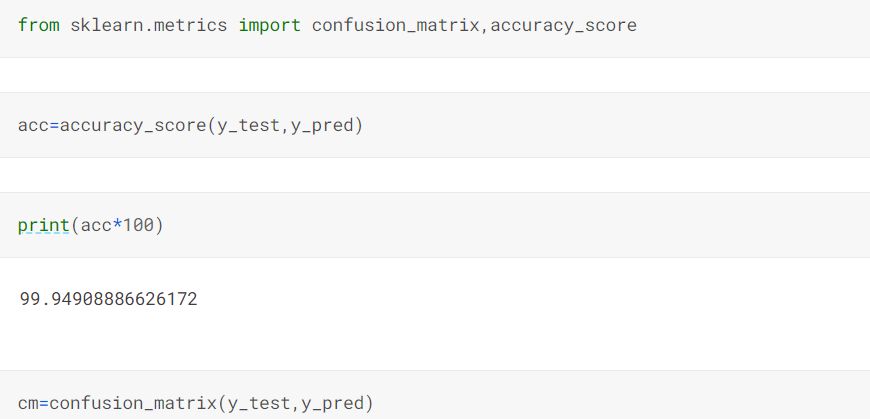 from sklearn.metrics import confusion_matrix,accuracy_score
acc=accuracy_score(y_test,y_pred)
print(acc*100)
99.94908886626172
cm=confusion_matrix(y_test,y_pred)